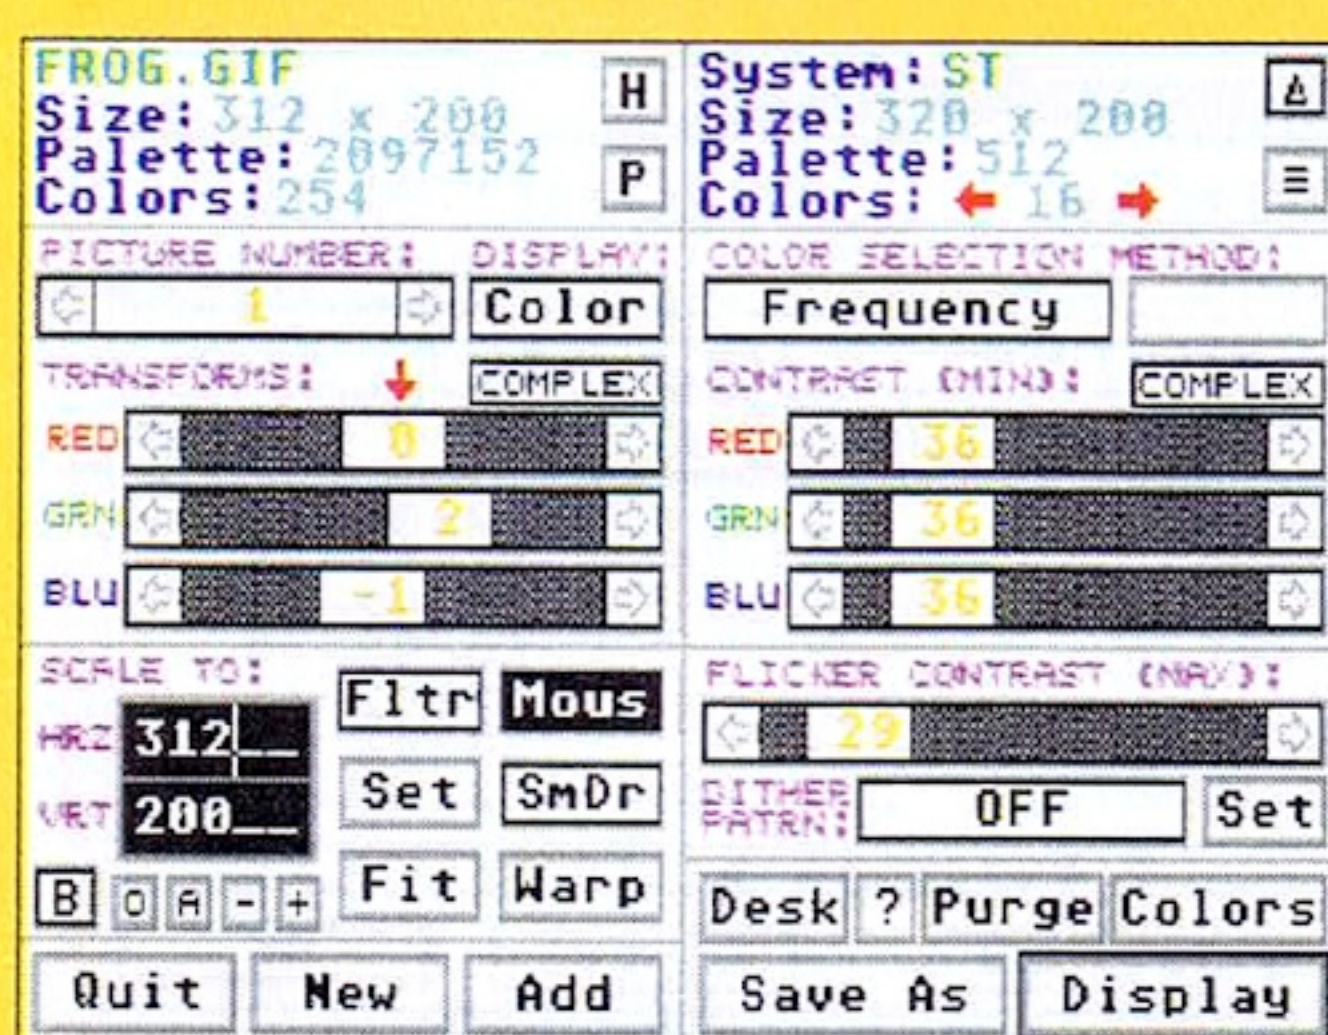 FROG.GIF H
Size: 312 x 200
Palette: 2097152 P
Colors: 254
System: ST
Size: 320 x 200
Palette: 512
Colors: 16
PICTURE NUMBER: DISPLAY:
1 Color
TRANSFORMS: COMPLEX
RED 0
GRN 2
BLU -1
COLOR SELECTION METHOD:
Frequency
CONTRAST (MIN): COMPLEX
RED 36
GRN 36
BLU 36
SCALE TO:
HRZ 312__ Fltr Mous
VRT 200__ Set SmDr
B O A - + Fit Warp
FLICKER CONTRAST (MAX):
29
DITHER PATRN: OFF Set
Desk ? Purge Colors
Quit New Add Save As Display